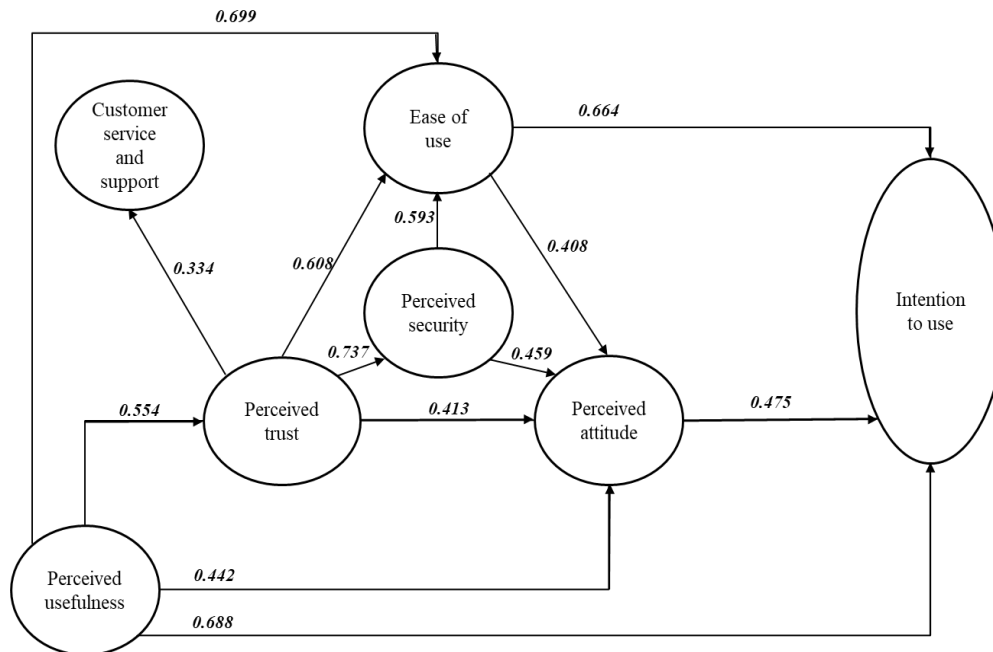 0.699
Customer
service
and
support
Ease of
use
0.664
0.593
0.334
0.608
0.408
Perceived
security
Intention
to use
0.737
0.459
0.554
Perceived
trust
0.413
Perceived
attitude
0.475
Perceived
usefulness
0.442
0.688